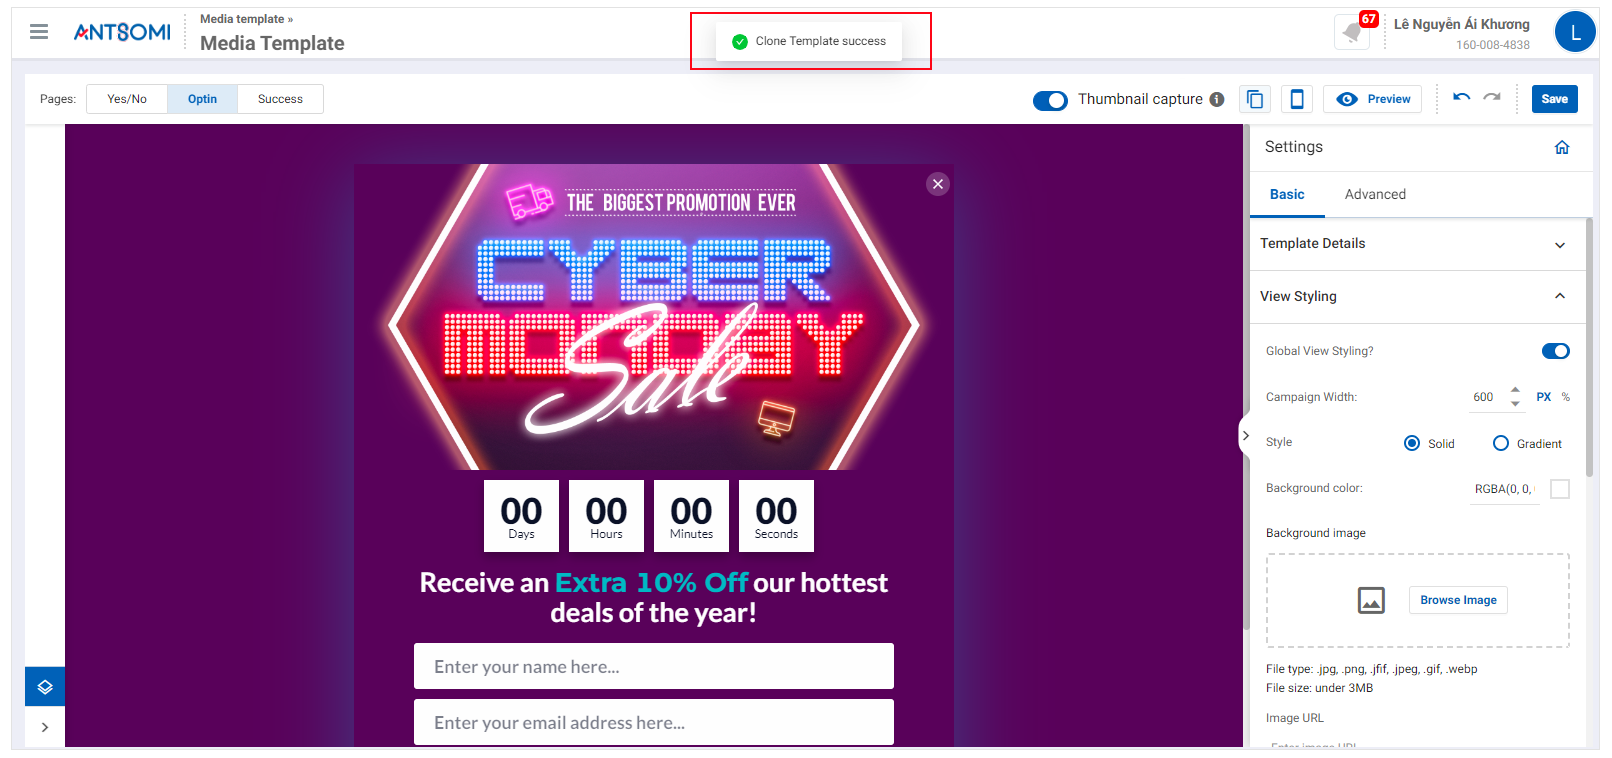 ANTSOMI
Media template »
Media Template
Clone Template success
67
Lê Nguyễn Ái Khương
160-008-4838
L
Pages:
Yes/No
Optin
Success
Thumbnail capture
Preview
Save
THE BIGGEST PROMOTION EVER
CYBER
MONDAY
Sale
00 00 00 00
Days Hours Minutes Seconds
Receive an Extra 10% Off our hottest
deals of the year!
Enter your name here...
Enter your email address here...
Settings
Basic
Advanced
Template Details
View Styling
Global View Styling?
Campaign Width:
600
PX %
Style
Solid
Gradient
Background color:
RGBA(0, 0,
Background image
Browse Image
File type: .jpg, .png, .jfif, .jpeg, .gif, .webp
File size: under 3MB
Image URL
Enter image URL